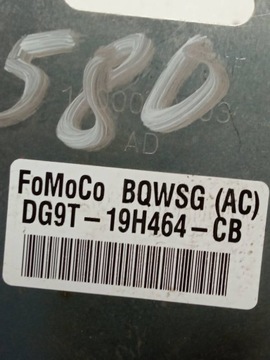 580
AD
FoMoCo BQWSG (AC)
DG9T-19H464-CB